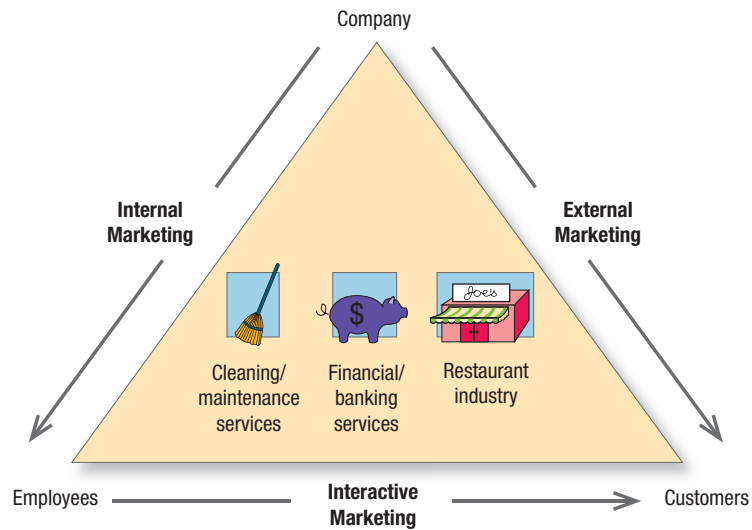 Company
Internal
Marketing
External
Marketing
Joe's
$
Cleaning/
maintenance
services
Financial/
banking
services
Restaurant
industry
Employees
Interactive
Marketing
Customers